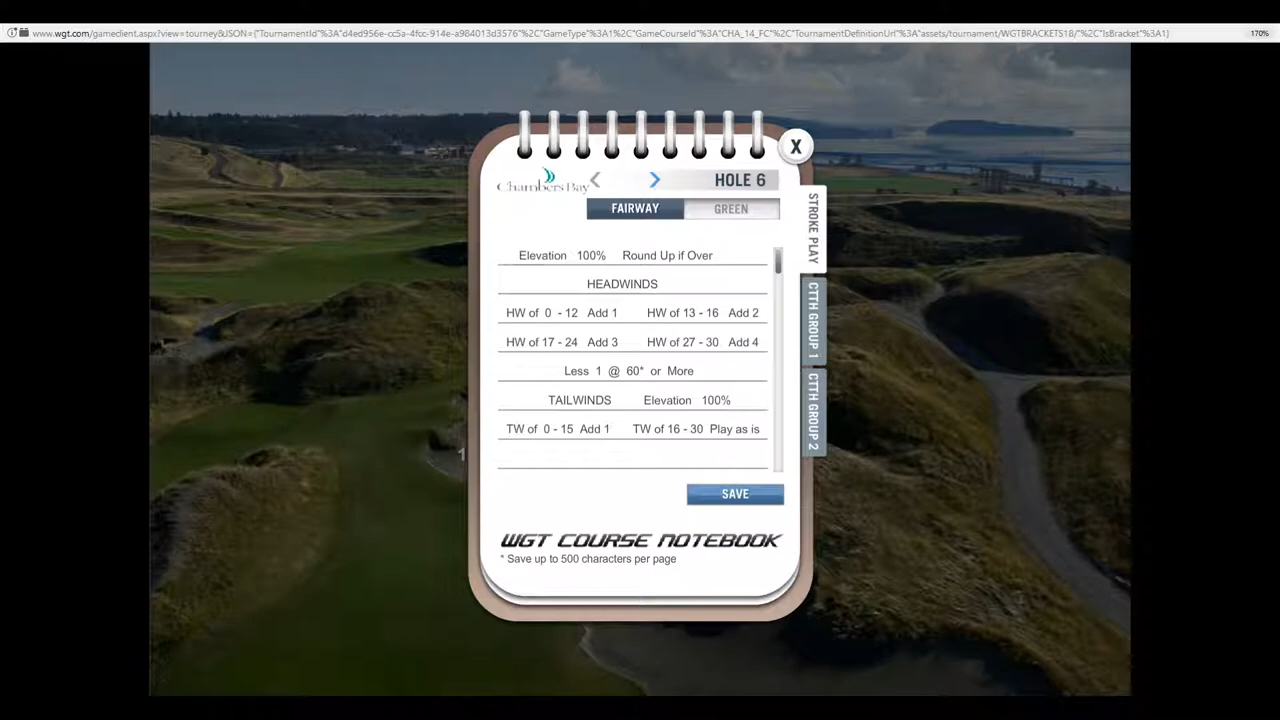 www.wgt.com/gameclient.aspx?view=tourney&JSON={"TournamentId"%3A"d4ed956e-cc5a-4fcc-914e-a984013d3576"%2C"GameType"%3A1%2C"GameCourseId"%3A"CHA_14_FC"%2C"TournamentDefinitionUrl"%3A"assets/tournament/WGTBRACKETS18/"%2C"IsBracket"%3A1} 170%
ChambersBay < > HOLE 6
FAIRWAY GREEN
Elevation 100% Round Up if Over
HEADWINDS
HW of 0 - 12 Add 1 HW of 13 - 16 Add 2
HW of 17 - 24 Add 3 HW of 27 - 30 Add 4
Less 1 @ 60* or More
TAILWINDS Elevation 100%
TW of 0 - 15 Add 1 TW of 16 - 30 Play as is
SAVE
WGT COURSE NOTEBOOK
* Save up to 500 characters per page
X
STROKE PLAY
CTTH GROUP 1
CTTH GROUP 2
1